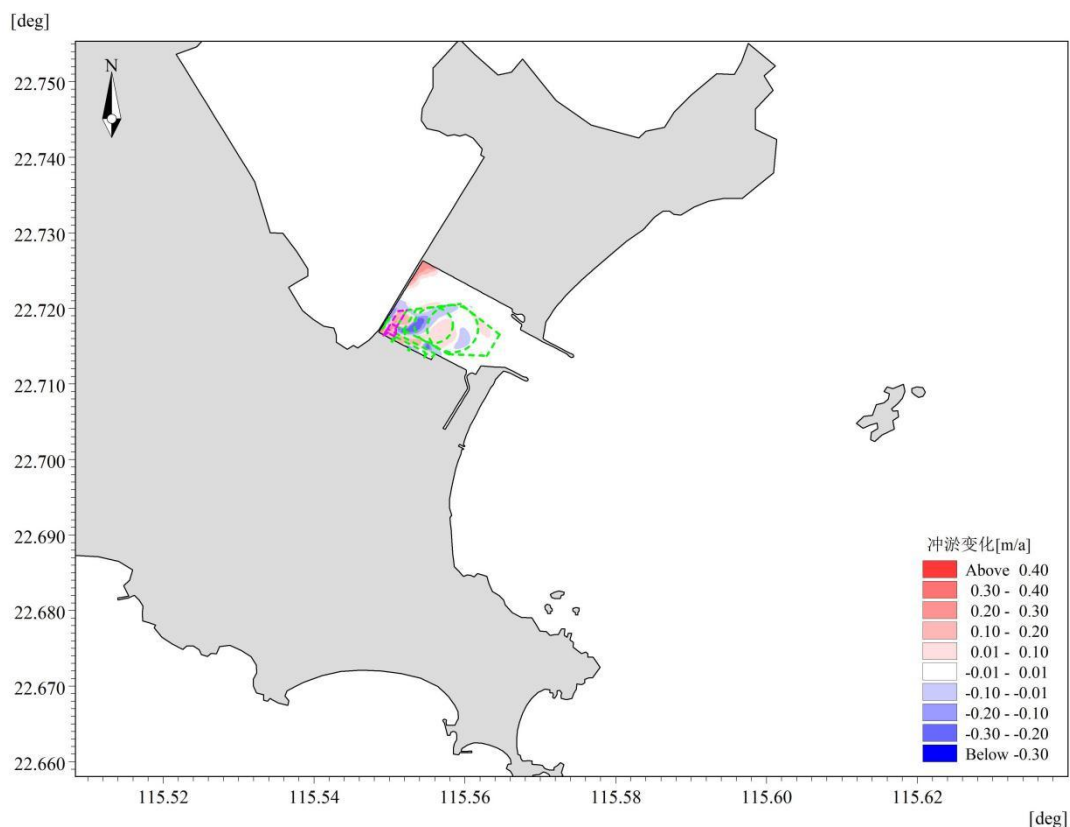 [deg]
N
22.750
22.740
22.730
22.720
22.710
22.700
22.690
22.680
22.670
22.660
冲淤变化[m/a]
Above 0.40
0.30 - 0.40
0.20 - 0.30
0.10 - 0.20
0.01 - 0.10
-0.01 - 0.01
-0.10 - -0.01
-0.20 - -0.10
-0.30 - -0.20
Below -0.30
115.52 115.54 115.56 115.58 115.60 115.62
[deg]